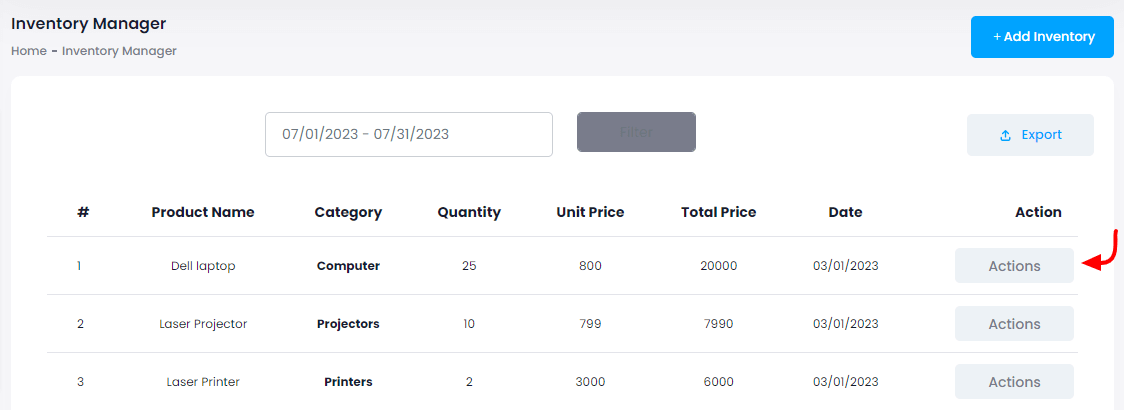 Inventory Manager
+ Add Inventory
Home - Inventory Manager
07/01/2023 - 07/31/2023 Filter Export
# Product Name Category Quantity Unit Price Total Price Date Action
1 Dell laptop Computer 25 800 20000 03/01/2023 Actions
2 Laser Projector Projectors 10 799 7990 03/01/2023 Actions
3 Laser Printer Printers 2 3000 6000 03/01/2023 Actions